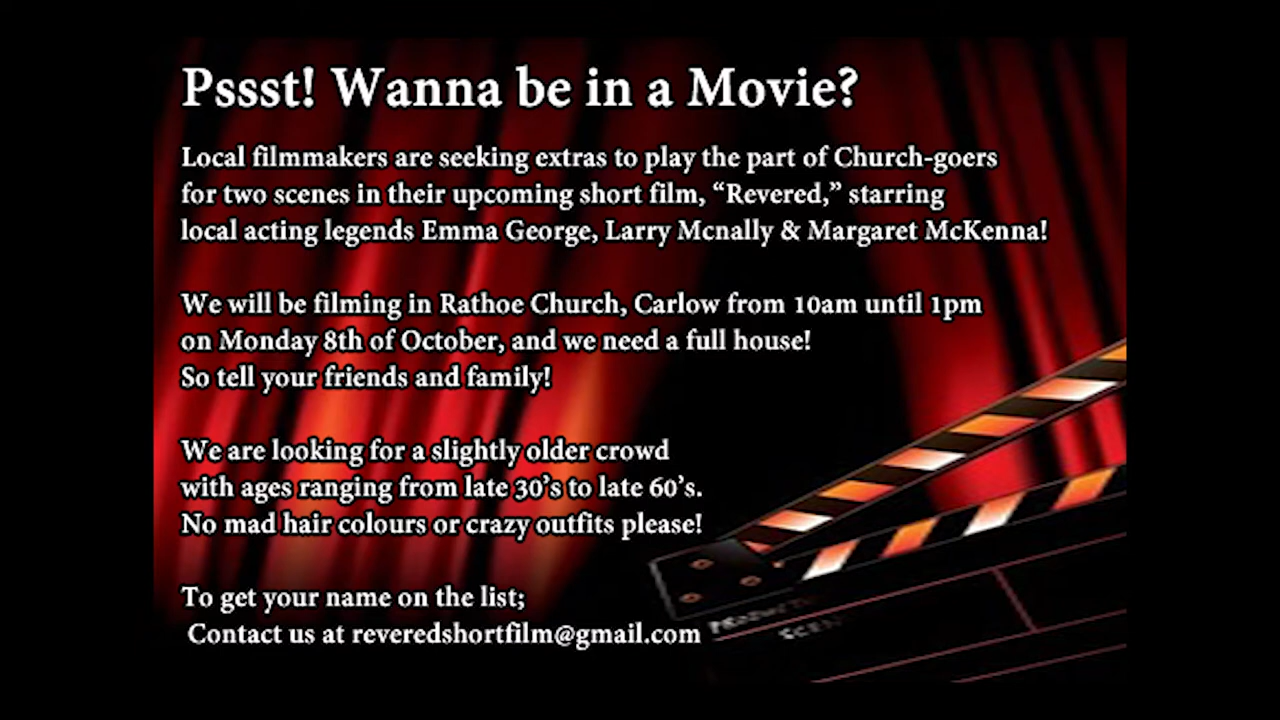 Pssst! Wanna be in a Movie?
Local filmmakers are seeking extras to play the part of Church-goers
for two scenes in their upcoming short film, “Revered,” starring
local acting legends Emma George, Larry Mcnally & Margaret McKenna!
We will be filming in Rathoe Church, Carlow from 10am until 1pm
on Monday 8th of October, and we need a full house!
So tell your friends and family!
We are looking for a slightly older crowd
with ages ranging from late 30’s to late 60’s.
No mad hair colours or crazy outfits please!
To get your name on the list;
Contact us at reveredshortfilm@gmail.com